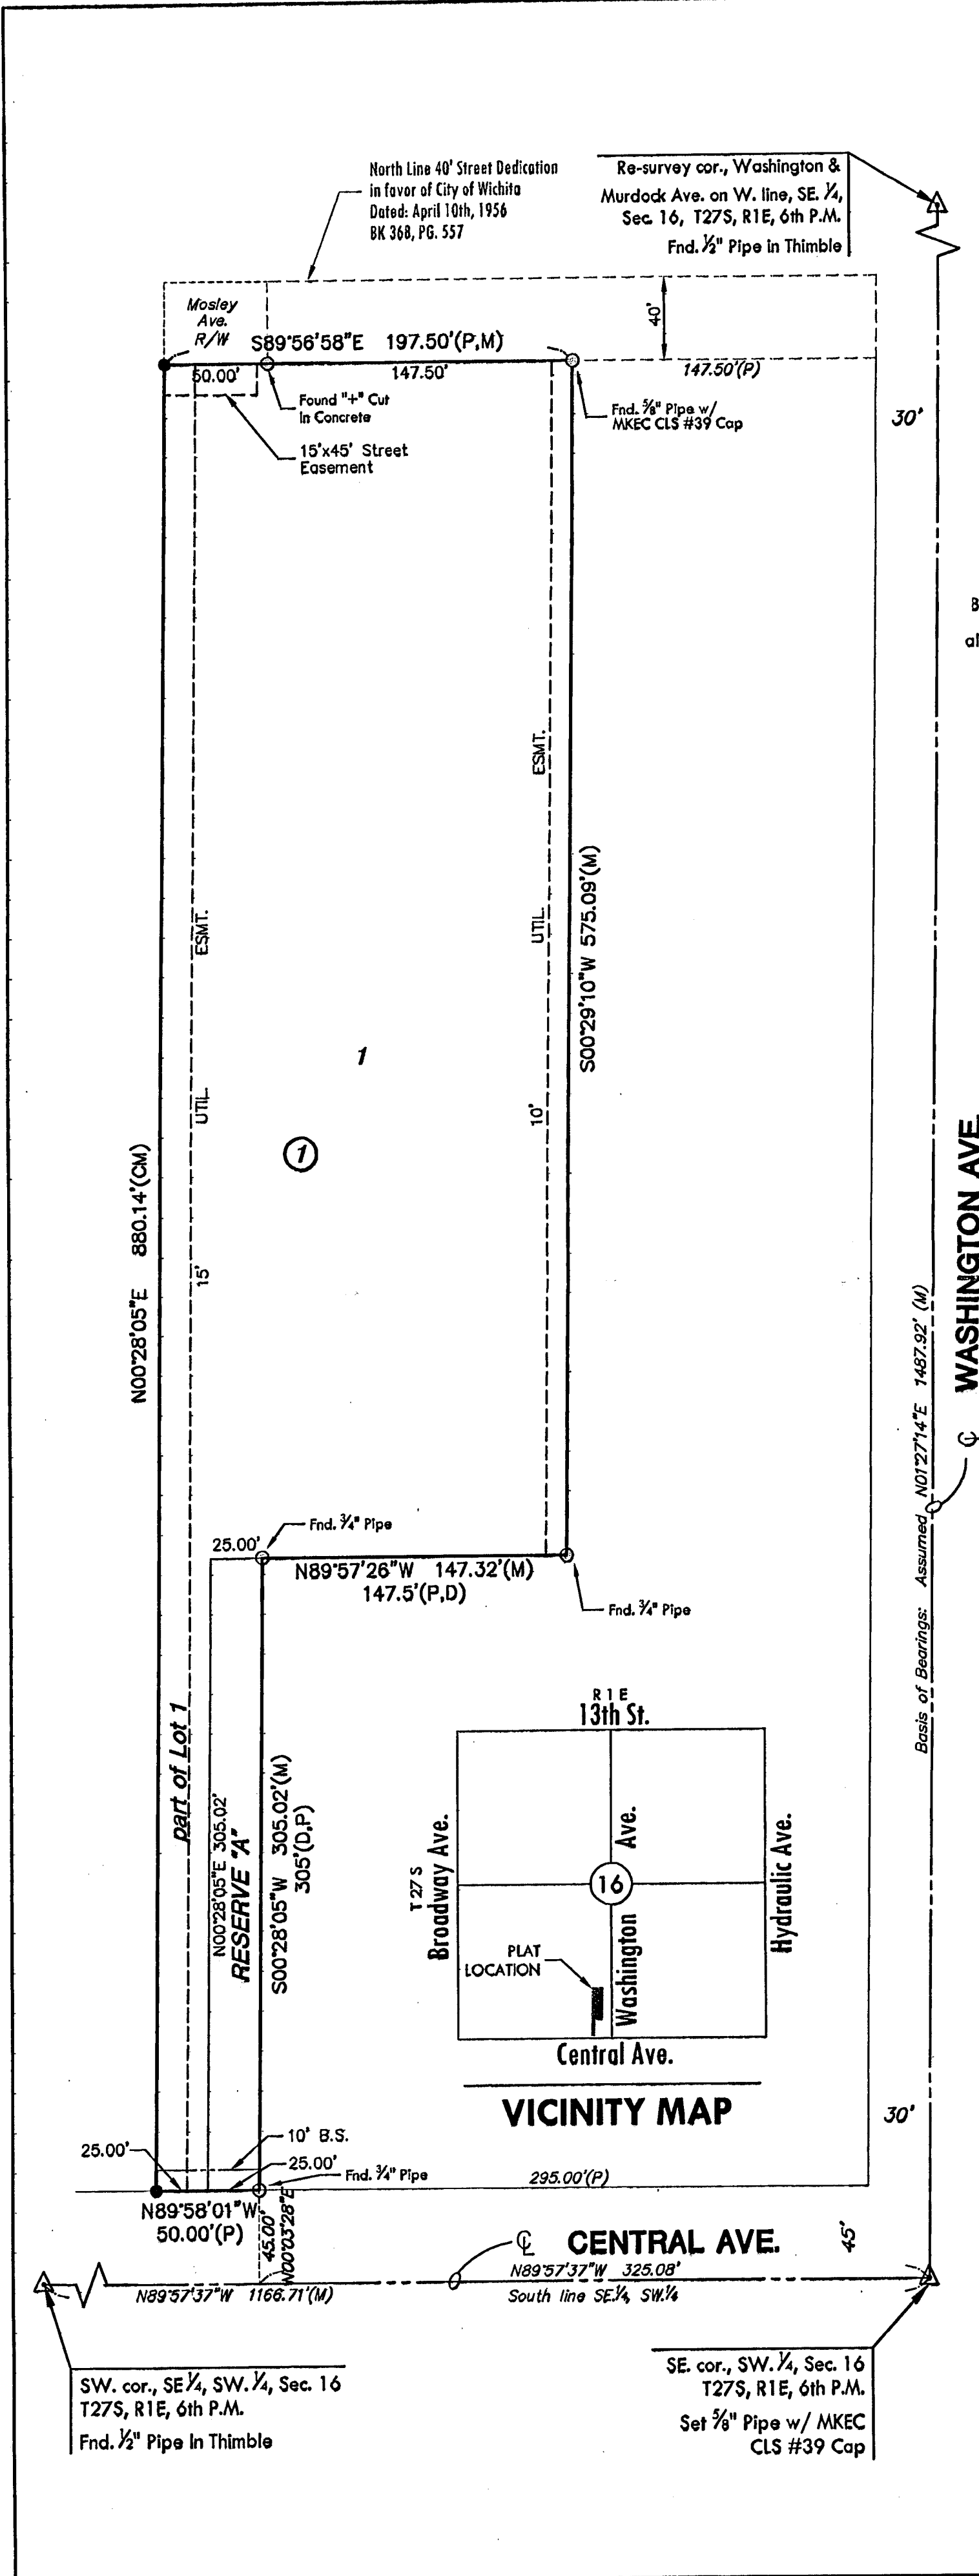 North Line 40' Street Dedication
in favor of City of Wichita
Dated: April 10th, 1956
BK 368, PG. 557
Re-survey cor., Washington &
Murdock Ave. on W. line, SE. ¼,
Sec. 16, T27S, R1E, 6th P.M.
Fnd. ½" Pipe in Thimble
Mosley
Ave.
R/W
S89°56'58"E 197.50'(P,M)
40'
50.00'
147.50'
147.50'(P)
Found "+" Cut
In Concrete
Fnd. ⅝" Pipe w/
MKEC CLS #39 Cap
30'
15'x45' Street
Easement
B
al
ESMT.
UTIL.
10'
S00°29'10"W 575.09'(M)
ESMT.
UTIL.
15'
1
1
N00°28'05"E 880.14'(CM)
WASHINGTON AVE.
℄
Basis of Bearings: Assumed N01°27'14"E 1487.92' (M)
25.00'
Fnd. ¾" Pipe
N89°57'26"W 147.32'(M)
147.5'(P,D)
Fnd. ¾" Pipe
part of Lot 1
N00°28'05"E 305.02'
RESERVE "A"
S00°28'05"W 305.02'(M)
305'(D,P)
R 1 E
13th St.
T 27 S
Broadway Ave.
Ave.
16
Washington
Hydraulic Ave.
PLAT
LOCATION
Central Ave.
VICINITY MAP
30'
10' B.S.
25.00'
25.00'
Fnd. ¾" Pipe
295.00'(P)
N89°58'01"W
50.00'(P)
45.00'
N00°03'28"E
℄ CENTRAL AVE.
45'
N89°57'37"W 325.08'
N89°57'37"W 1166.71'(M)
South line SE.¼, SW.¼
SW. cor., SE¼, SW. ¼, Sec. 16
T27S, R1E, 6th P.M.
Fnd. ½" Pipe In Thimble
SE. cor., SW. ¼, Sec. 16
T27S, R1E, 6th P.M.
Set ⅝" Pipe w/ MKEC
CLS #39 Cap